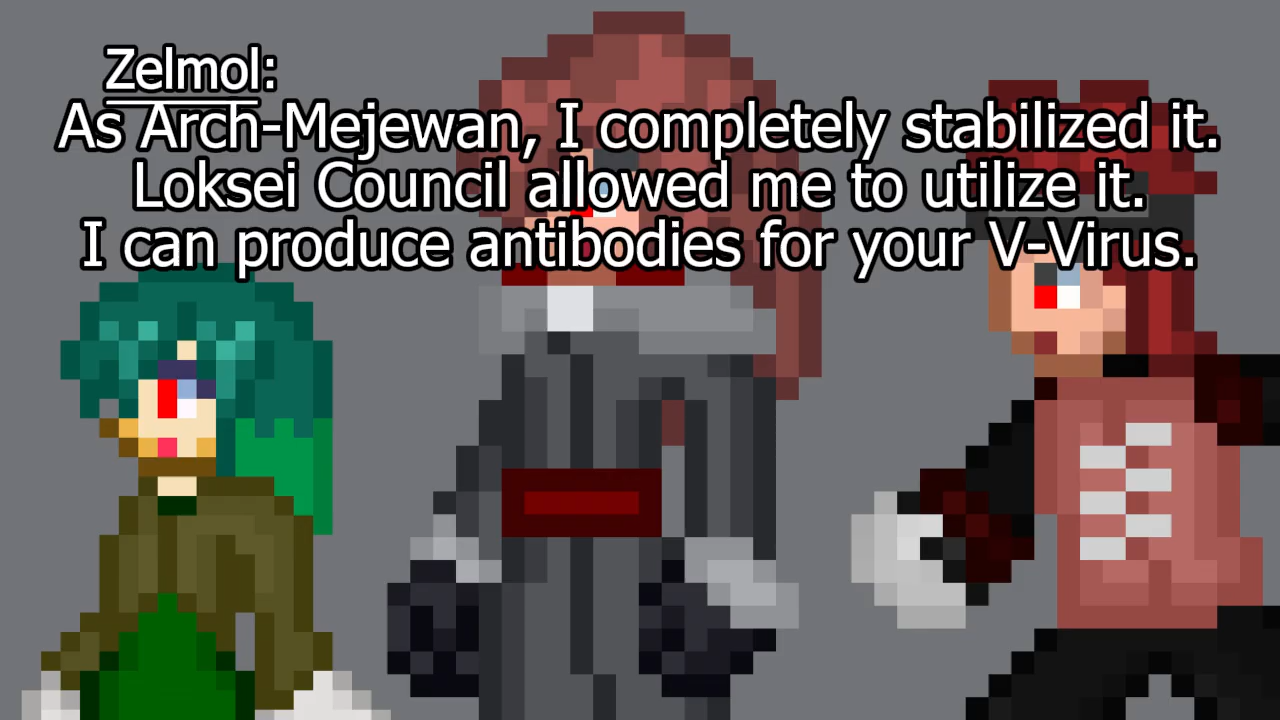 Zelmol:
As Arch-Mejewan, I completely stabilized it.
Loksei Council allowed me to utilize it.
I can produce antibodies for your V-Virus.